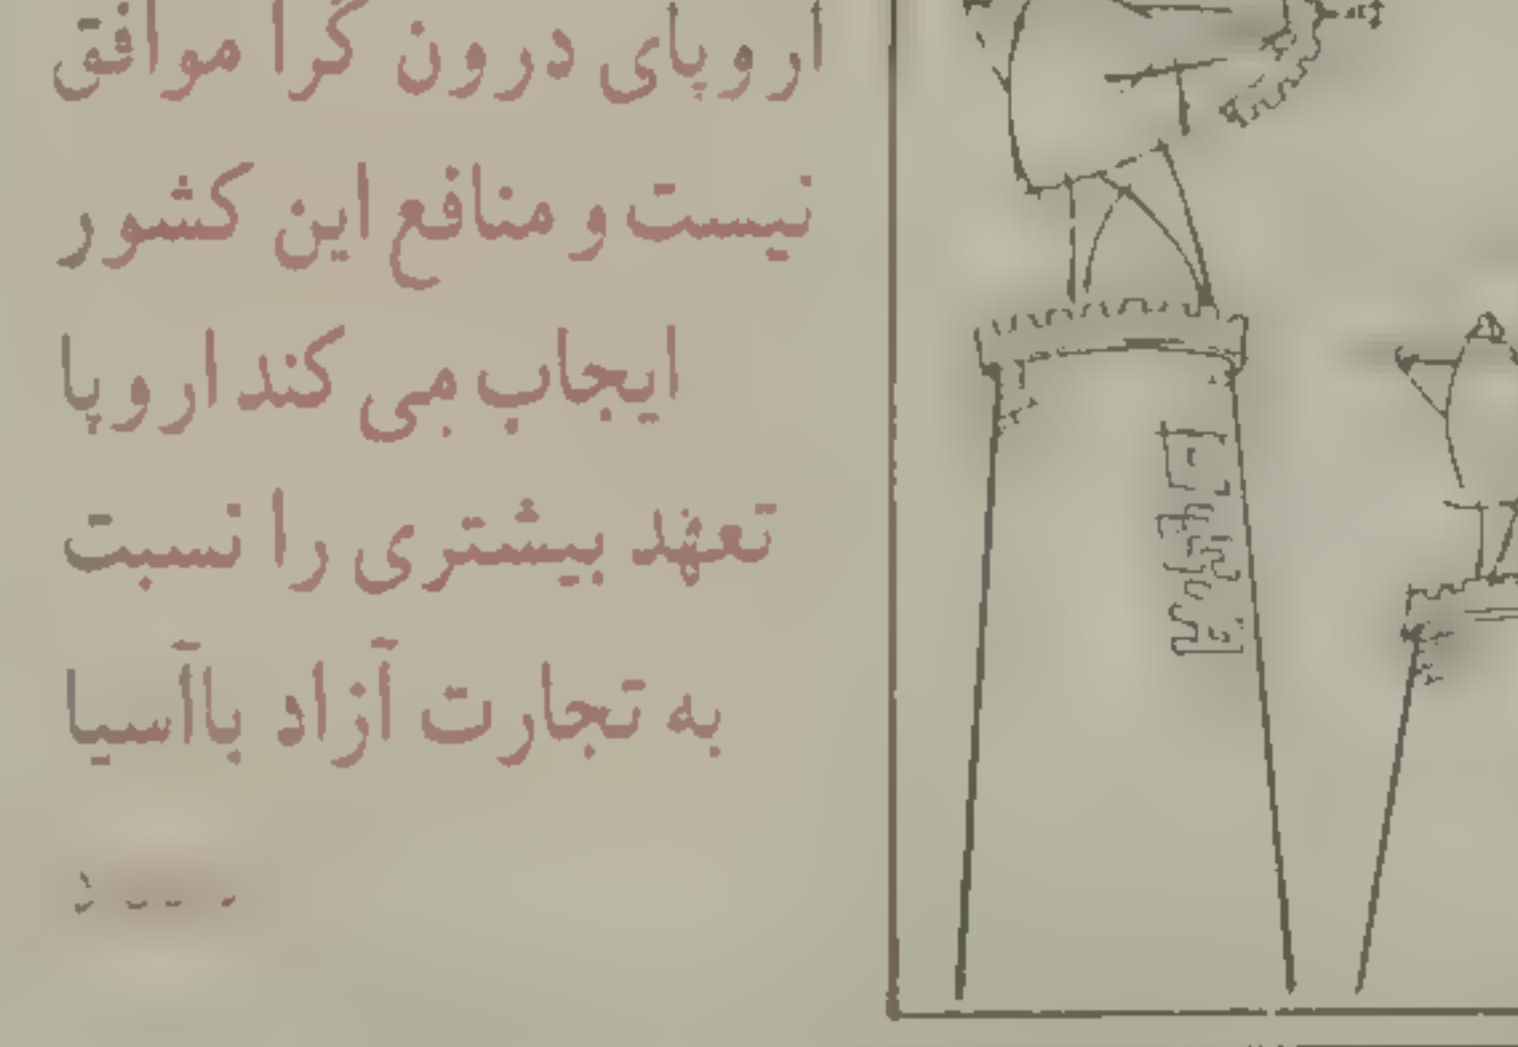 اروپای درون گرا موافق
نیست و منافع این کشور
ایجاب می کند اروپا
تعهد بیشتری را نسبت
به تجارت آزاد باآسیا